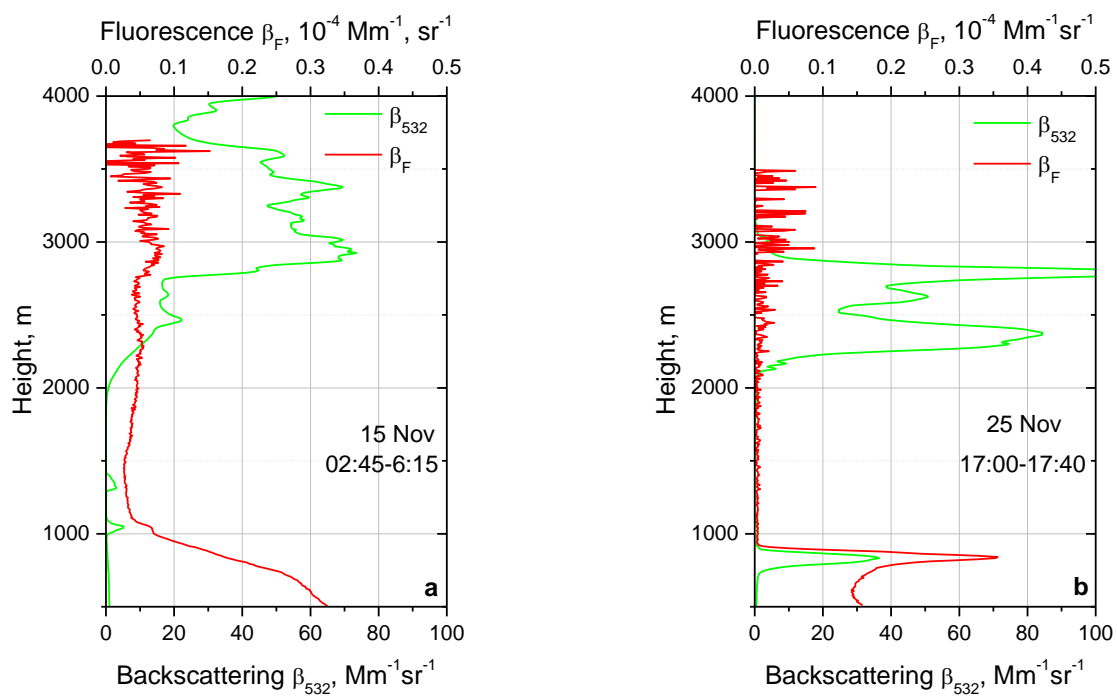 Fluorescence β_F, 10⁻⁴ Mm⁻¹, sr⁻¹
0.0 0.1 0.2 0.3 0.4 0.5
4000
β₅₃₂
β_F
3000
Height, m
2000
15 Nov
02:45-6:15
1000
a
0 20 40 60 80 100
Backscattering β₅₃₂, Mm⁻¹sr⁻¹
Fluorescence β_F, 10⁻⁴ Mm⁻¹sr⁻¹
0.0 0.1 0.2 0.3 0.4 0.5
4000
β₅₃₂
β_F
3000
Height, m
2000
25 Nov
17:00-17:40
1000
b
0 20 40 60 80 100
Backscattering β₅₃₂, Mm⁻¹sr⁻¹